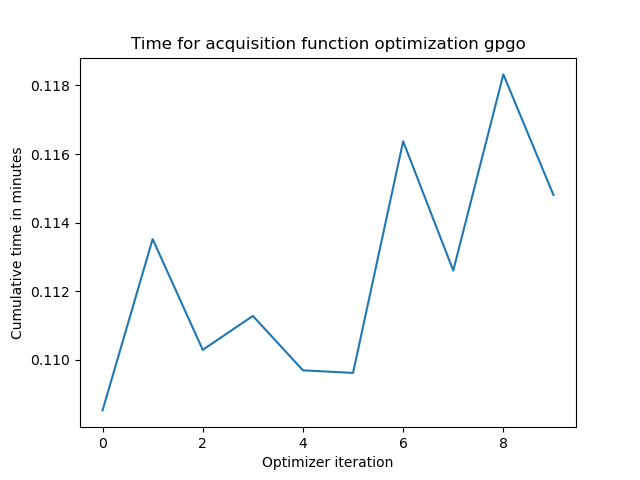 Time for acquisition function optimization gpgo
Cumulative time in minutes
0.118
0.116
0.114
0.112
0.110
0 2 4 6 8
Optimizer iteration